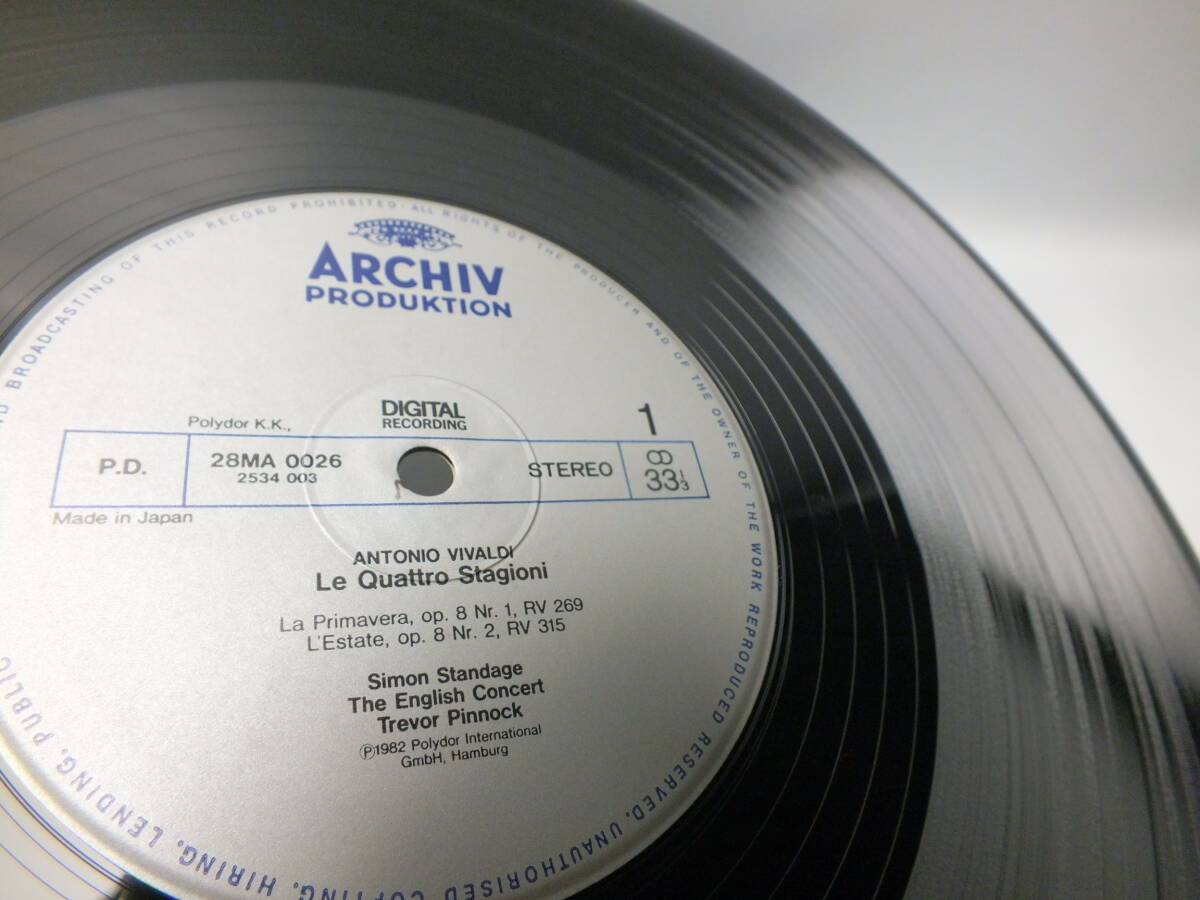 BROADCASTING OF THIS RECORD PROHIBITED · ALL RIGHTS OF THE PRODUCER AND OF THE OWNER OF THE WORK REPRODUCED RESERVED. UNAUTHORISED COPYING, HIRING, LENDING, PUBLIC
ARCHIV
PRODUKTION
DIGITAL
RECORDING
Polydor K.K.,
1
P.D.
28MA 0026
2534 003
STEREO
33⅓
Made in Japan
ANTONIO VIVALDI
Le Quattro Stagioni
La Primavera, op. 8 Nr. 1, RV 269
L'Estate, op. 8 Nr. 2, RV 315
Simon Standage
The English Concert
Trevor Pinnock
℗1982 Polydor International
GmbH, Hamburg